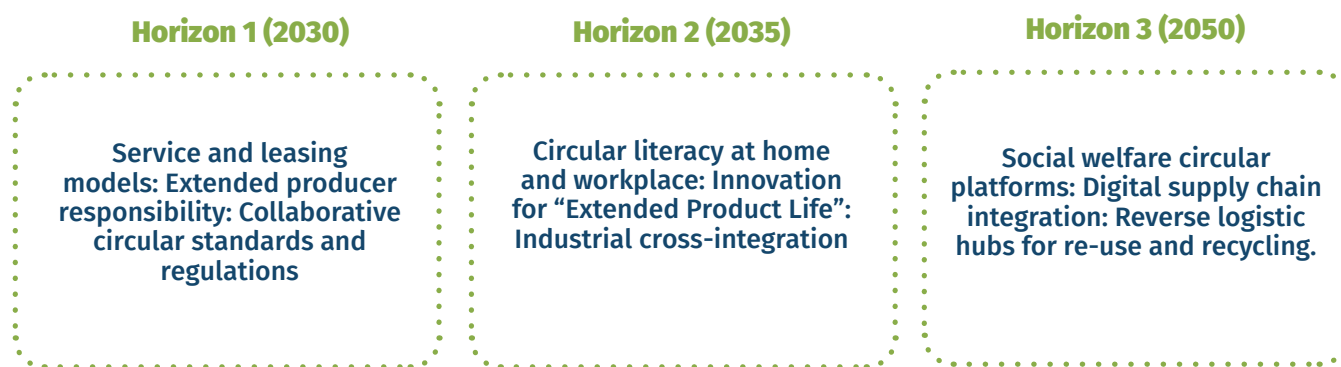 Horizon 1 (2030)
Service and leasing
models: Extended producer
responsibility: Collaborative
circular standards and
regulations
Horizon 2 (2035)
Circular literacy at home
and workplace: Innovation
for “Extended Product Life”:
Industrial cross-integration
Horizon 3 (2050)
Social welfare circular
platforms: Digital supply chain
integration: Reverse logistic
hubs for re-use and recycling.